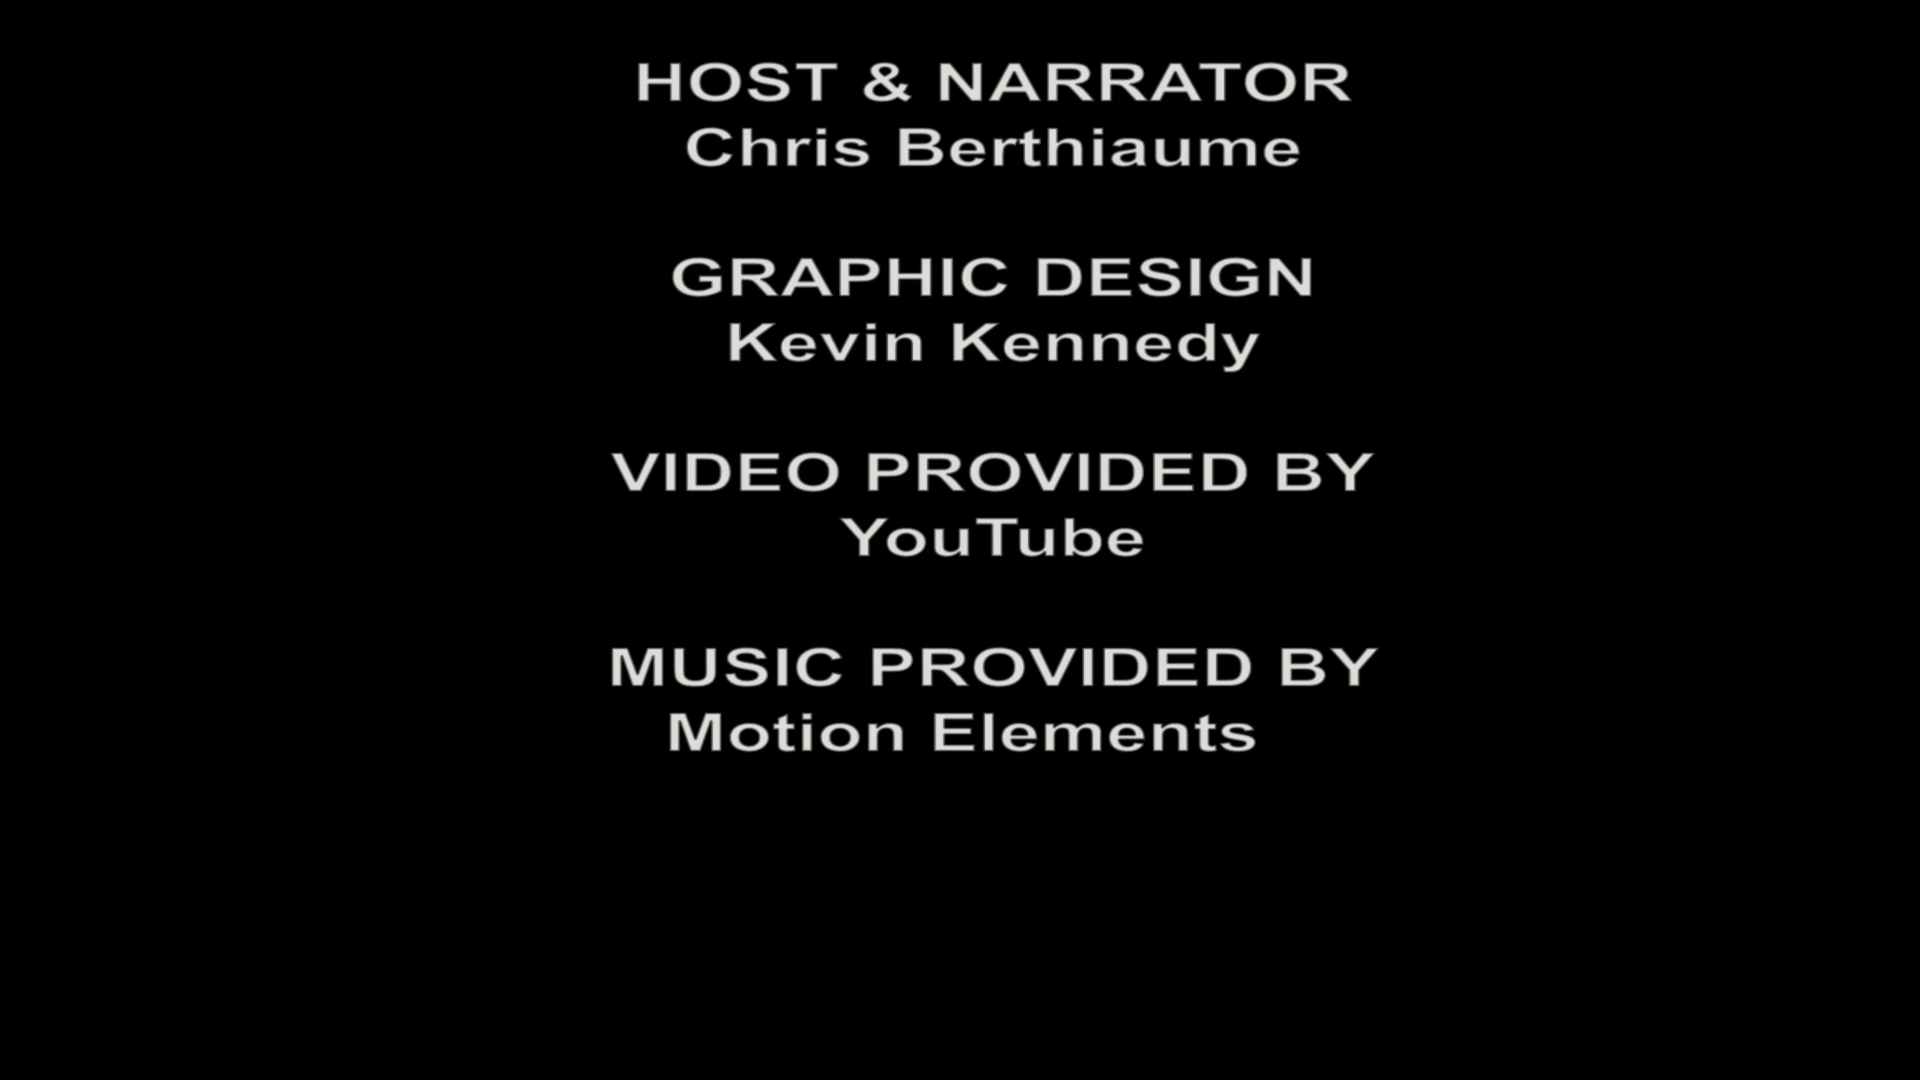 HOST & NARRATOR
Chris Berthiaume
GRAPHIC DESIGN
Kevin Kennedy
VIDEO PROVIDED BY
YouTube
MUSIC PROVIDED BY
Motion Elements